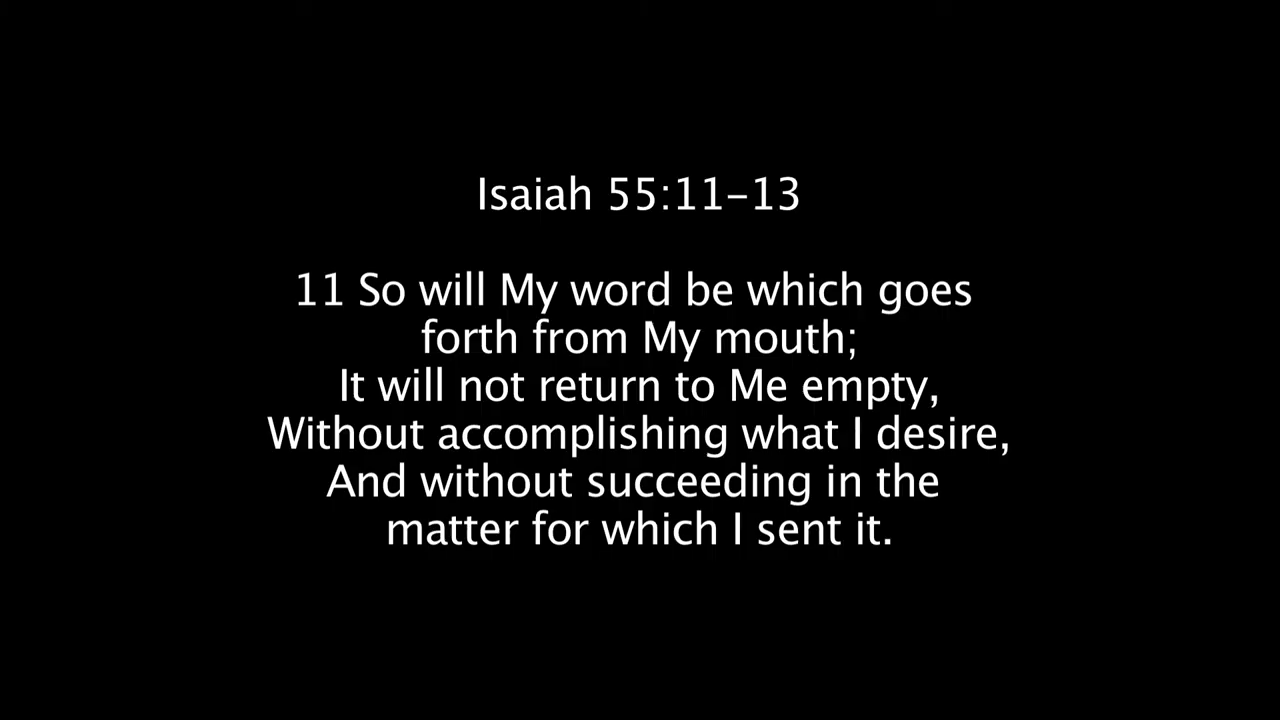 Isaiah 55:11-13
11 So will My word be which goes
forth from My mouth;
It will not return to Me empty,
Without accomplishing what I desire,
And without succeeding in the
matter for which I sent it.